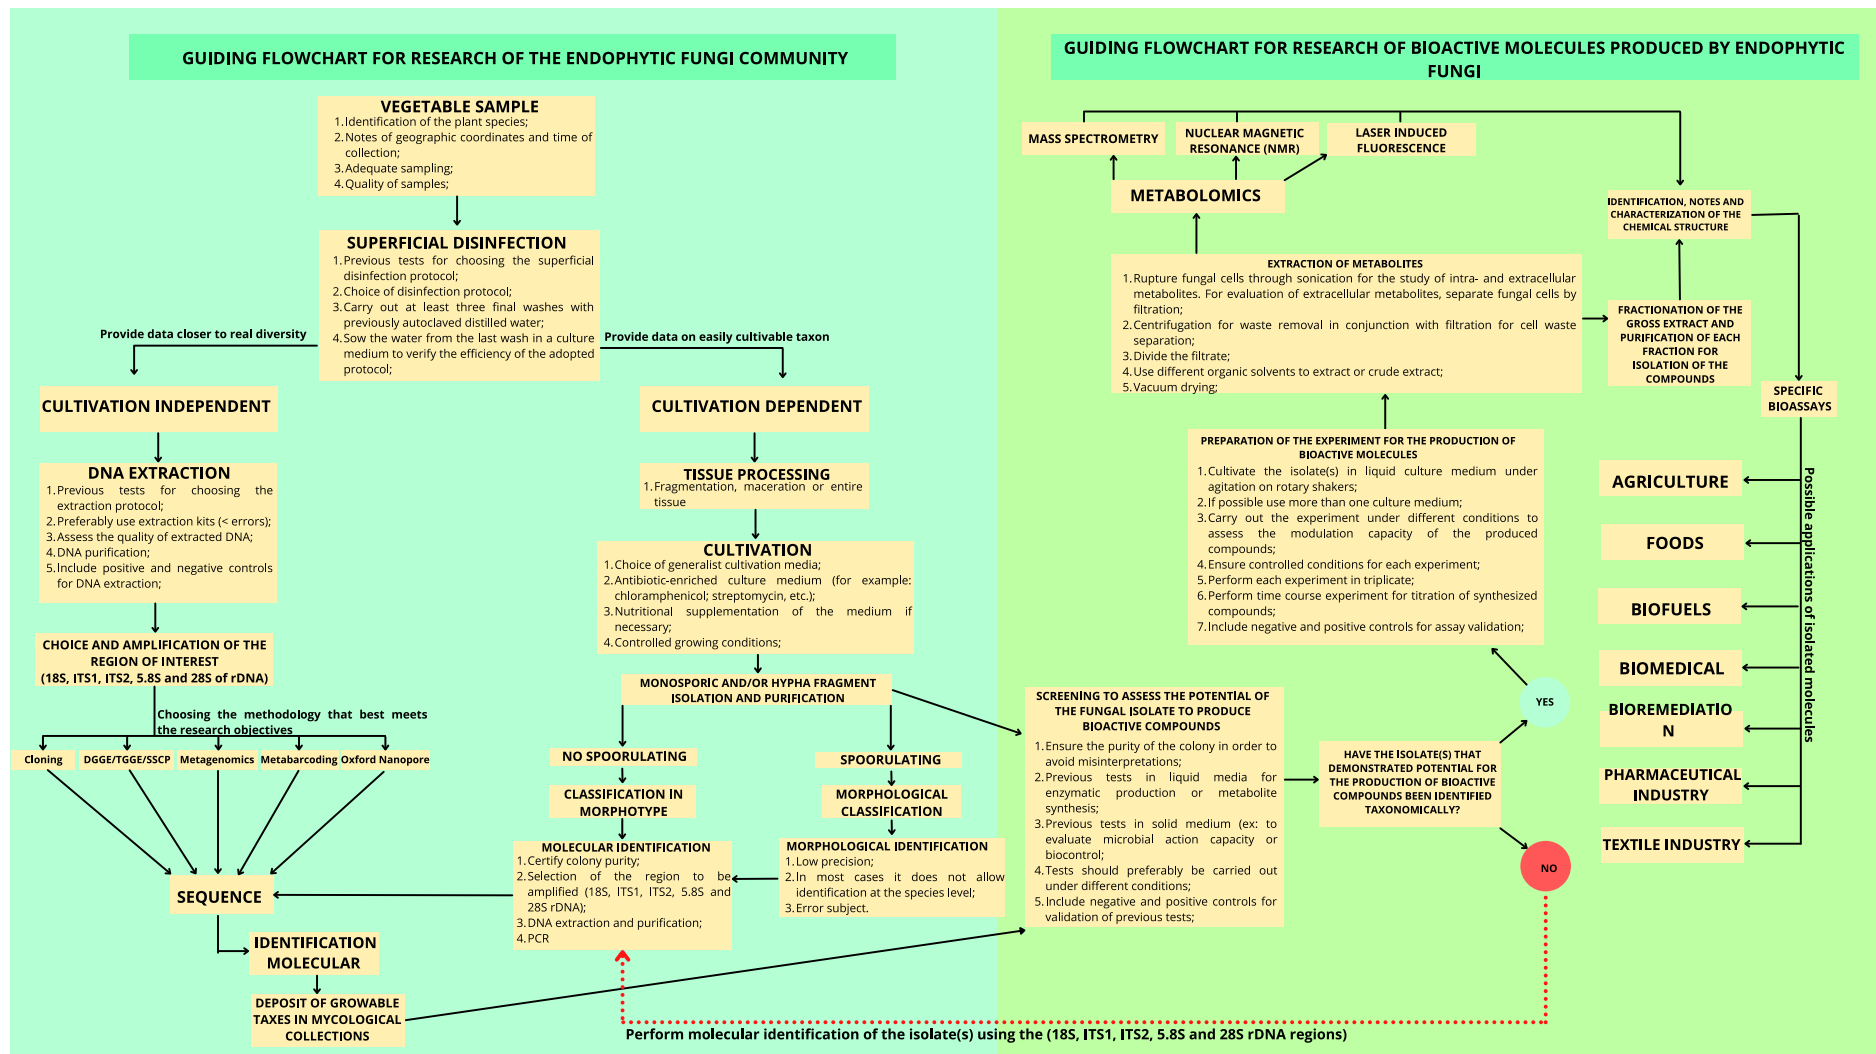 GUIDING FLOWCHART FOR RESEARCH OF THE ENDOPHYTIC FUNGI COMMUNITY
VEGETABLE SAMPLE
1. Identification of the plant species;
2. Notes of geographic coordinates and time of
collection;
3. Adequate sampling;
4. Quality of samples;
SUPERFICIAL DISINFECTION
1. Previous tests for choosing the superficial
disinfection protocol;
2. Choice of disinfection protocol;
3. Carry out at least three final washes with
previously autoclaved distilled water;
4. Sow the water from the last wash in a culture
medium to verify the efficiency of the adopted
protocol;
Provide data closer to real diversity
Provide data on easily cultivable taxon
CULTIVATION INDEPENDENT
DNA EXTRACTION
1. Previous tests for choosing the
extraction protocol;
2. Preferably use extraction kits (< errors);
3. Assess the quality of extracted DNA;
4. DNA purification;
5. Include positive and negative controls
for DNA extraction;
CHOICE AND AMPLIFICATION OF THE
REGION OF INTEREST
(18S, ITS1, ITS2, 5.8S and 28S of rDNA)
Choosing the methodology that best meets
the research objectives
Cloning
DGGE/TGGE/SSCP
Metagenomics
Metabarcoding
Oxford Nanopore
SEQUENCE
IDENTIFICATION
MOLECULAR
DEPOSIT OF GROWABLE
TAXES IN MYCOLOGICAL
COLLECTIONS
CULTIVATION DEPENDENT
TISSUE PROCESSING
1. Fragmentation, maceration or entire
tissue
CULTIVATION
1. Choice of generalist cultivation media;
2. Antibiotic-enriched culture medium (for example:
chloramphenicol; streptomycin, etc.);
3. Nutritional supplementation of the medium if
necessary;
4. Controlled growing conditions;
MONOSPORIC AND/OR HYPHA FRAGMENT
ISOLATION AND PURIFICATION
NO SPOORULATING
CLASSIFICATION IN
MORPHOTYPE
MOLECULAR IDENTIFICATION
1. Certify colony purity;
2. Selection of the region to be
amplified (18S, ITS1, ITS2, 5.8S and
28S rDNA);
3. DNA extraction and purification;
4. PCR
SPOORULATING
MORPHOLOGICAL
CLASSIFICATION
MORPHOLOGICAL IDENTIFICATION
1. Low precision;
2. In most cases it does not allow
identification at the species level;
3. Error subject.
GUIDING FLOWCHART FOR RESEARCH OF BIOACTIVE MOLECULES PRODUCED BY ENDOPHYTIC
FUNGI
MASS SPECTROMETRY
NUCLEAR MAGNETIC
RESONANCE (NMR)
LASER INDUCED
FLUORESCENCE
METABOLOMICS
IDENTIFICATION, NOTES AND
CHARACTERIZATION OF THE
CHEMICAL STRUCTURE
EXTRACTION OF METABOLITES
1. Rupture fungal cells through sonication for the study of intra- and extracellular
metabolites. For evaluation of extracellular metabolites, separate fungal cells by
filtration;
2. Centrifugation for waste removal in conjunction with filtration for cell waste
separation;
3. Divide the filtrate;
4. Use different organic solvents to extract or crude extract;
5. Vacuum drying;
FRACTIONATION OF THE
GROSS EXTRACT AND
PURIFICATION OF EACH
FRACTION FOR
ISOLATION OF THE
COMPOUNDS
SPECIFIC
BIOASSAYS
PREPARATION OF THE EXPERIMENT FOR THE PRODUCTION OF
BIOACTIVE MOLECULES
1. Cultivate the isolate(s) in liquid culture medium under
agitation on rotary shakers;
2. If possible use more than one culture medium;
3. Carry out the experiment under different conditions to
assess the modulation capacity of the produced
compounds;
4. Ensure controlled conditions for each experiment;
5. Perform each experiment in triplicate;
6. Perform time course experiment for titration of synthesized
compounds;
7. Include negative and positive controls for assay validation;
SCREENING TO ASSESS THE POTENTIAL OF
THE FUNGAL ISOLATE TO PRODUCE
BIOACTIVE COMPOUNDS
1. Ensure the purity of the colony in order to
avoid misinterpretations;
2. Previous tests in liquid media for
enzymatic production or metabolite
synthesis;
3. Previous tests in solid medium (ex: to
evaluate microbial action capacity or
biocontrol;
4. Tests should preferably be carried out
under different conditions;
5. Include negative and positive controls for
validation of previous tests;
HAVE THE ISOLATE(S) THAT
DEMONSTRATED POTENTIAL FOR
THE PRODUCTION OF BIOACTIVE
COMPOUNDS BEEN IDENTIFIED
TAXONOMICALLY?
YES
NO
Possible applications of isolated molecules
AGRICULTURE
FOODS
BIOFUELS
BIOMEDICAL
BIOREMEDIATIO
N
PHARMACEUTICAL
INDUSTRY
TEXTILE INDUSTRY
Perform molecular identification of the isolate(s) using the (18S, ITS1, ITS2, 5.8S and 28S rDNA regions)